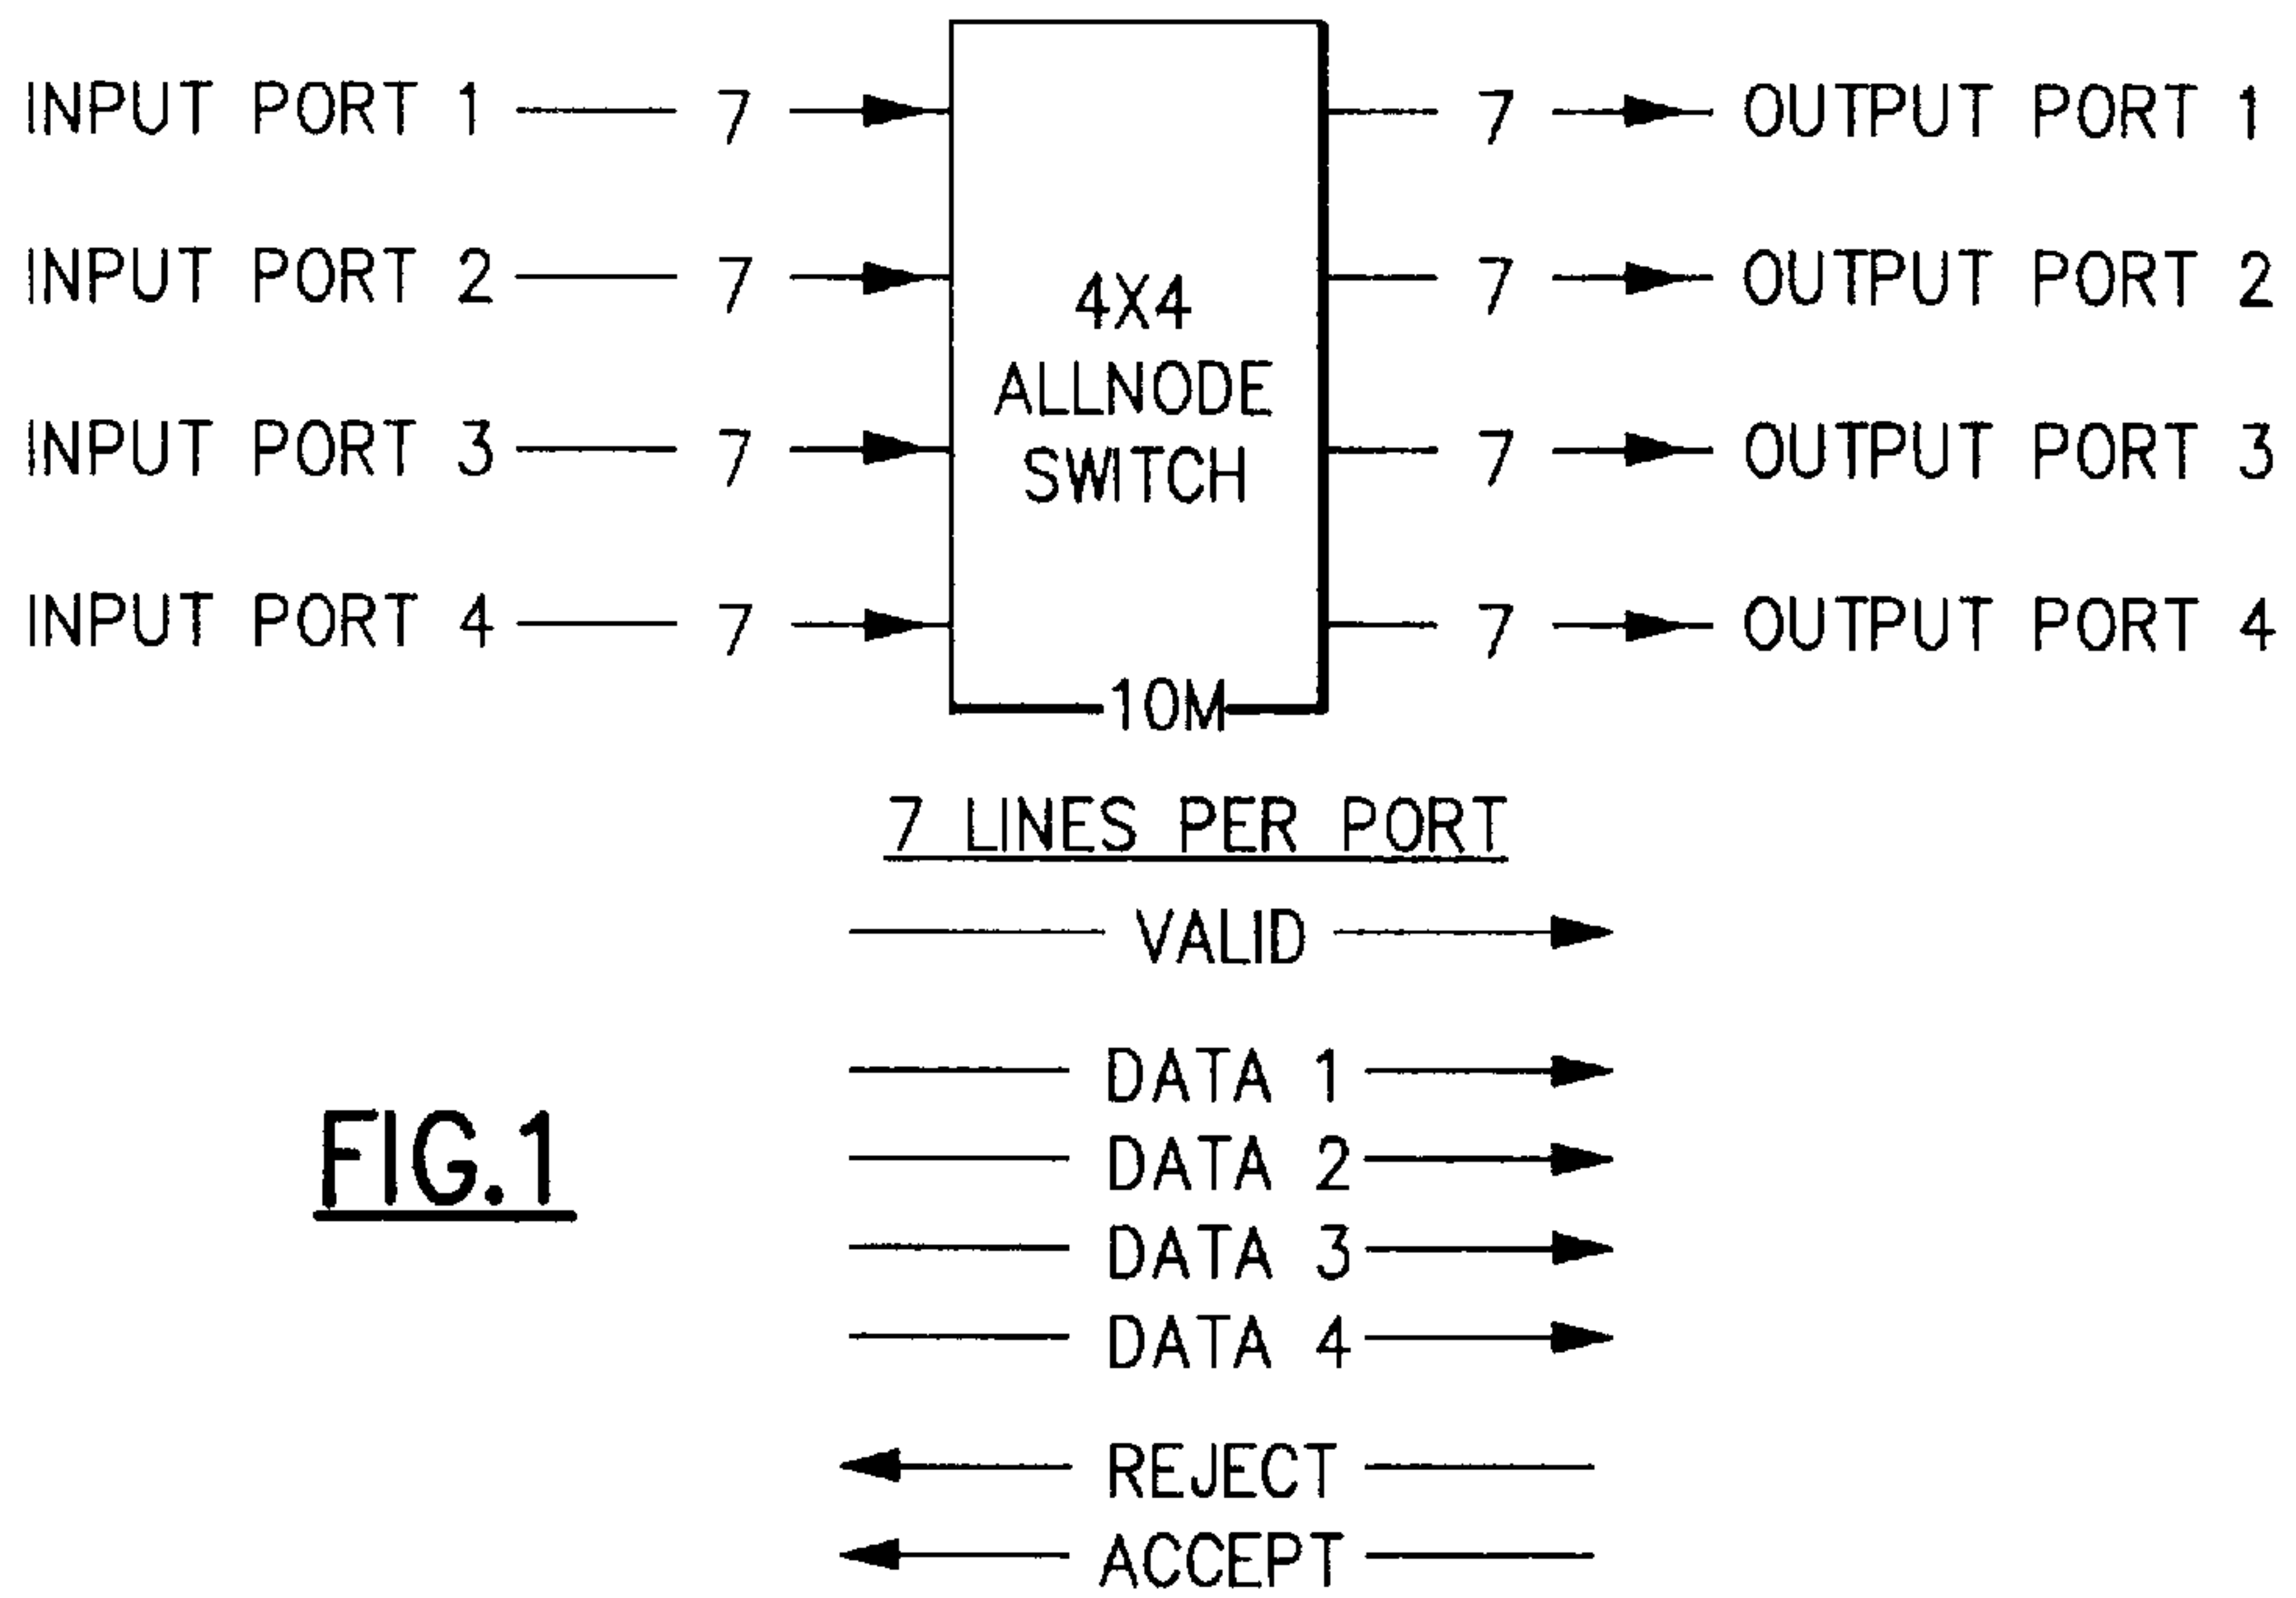 INPUT PORT 1 7 7 OUTPUT PORT 1
INPUT PORT 2 7 7 OUTPUT PORT 2
4X4
ALLNODE
SWITCH
INPUT PORT 3 7 7 OUTPUT PORT 3
INPUT PORT 4 7 7 OUTPUT PORT 4
10M
7 LINES PER PORT
VALID
DATA 1
DATA 2
DATA 3
DATA 4
REJECT
ACCEPT
FIG.1